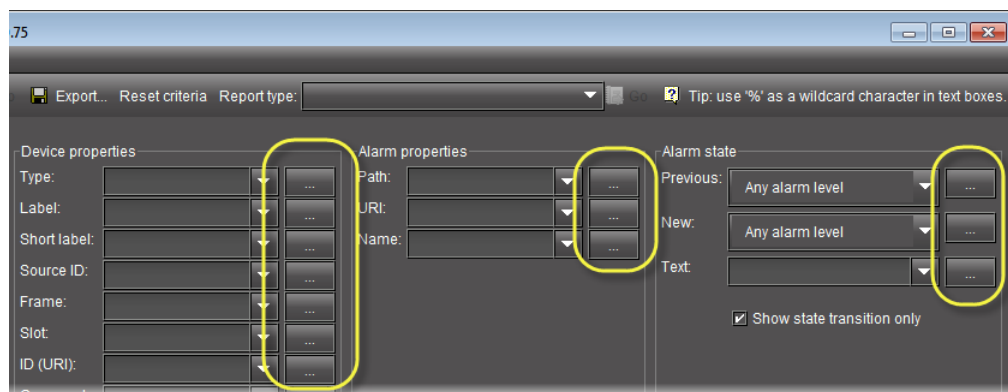 .75
Export... Reset criteria Report type: Go Tip: use '%' as a wildcard character in text boxes.
Device properties
Type: ...
Label: ...
Short label: ...
Source ID: ...
Frame: ...
Slot: ...
ID (URI): ...
Alarm properties
Path: ...
URI: ...
Name: ...
Alarm state
Previous: Any alarm level ...
New: Any alarm level ...
Text: ...
Show state transition only